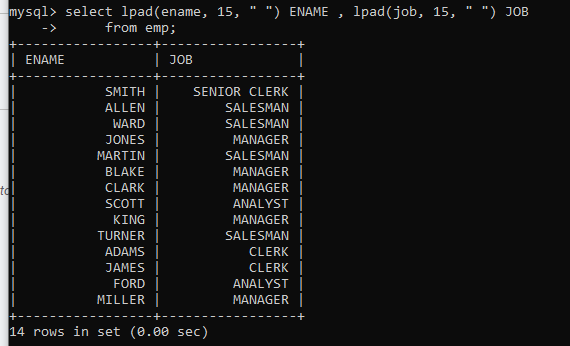 mysql> select lpad(ename, 15, " ") ENAME , lpad(job, 15, " ") JOB
    ->      from emp;
+-----------------+-----------------+
| ENAME           | JOB             |
+-----------------+-----------------+
|           SMITH |    SENIOR CLERK |
|           ALLEN |        SALESMAN |
|            WARD |        SALESMAN |
|           JONES |         MANAGER |
|          MARTIN |        SALESMAN |
|           BLAKE |         MANAGER |
|           CLARK |         MANAGER |
|           SCOTT |         ANALYST |
|            KING |         MANAGER |
|          TURNER |        SALESMAN |
|           ADAMS |           CLERK |
|           JAMES |           CLERK |
|            FORD |         ANALYST |
|          MILLER |         MANAGER |
+-----------------+-----------------+
14 rows in set (0.00 sec)